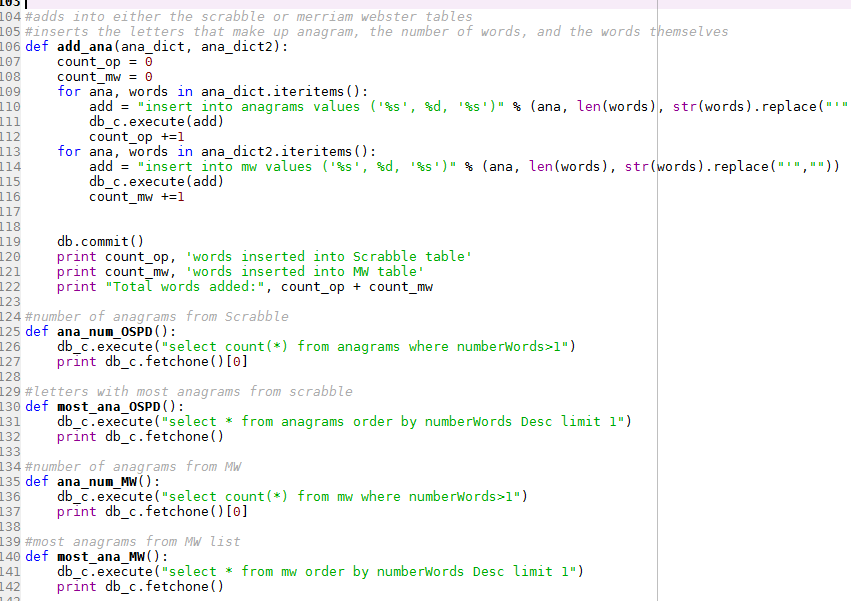 103
104 #adds into either the scrabble or merriam webster tables
105 #inserts the letters that make up anagram, the number of words, and the words themselves
106 def add_ana(ana_dict, ana_dict2):
107     count_op = 0
108     count_mw = 0
109     for ana, words in ana_dict.iteritems():
110         add = "insert into anagrams values ('%s', %d, '%s')" % (ana, len(words), str(words).replace("'"
111         db_c.execute(add)
112         count_op +=1
113     for ana, words in ana_dict2.iteritems():
114         add = "insert into mw values ('%s', %d, '%s')" % (ana, len(words), str(words).replace("'",""))
115         db_c.execute(add)
116         count_mw +=1
117
118
119     db.commit()
120     print count_op, 'words inserted into Scrabble table'
121     print count_mw, 'words inserted into MW table'
122     print "Total words added:", count_op + count_mw
123
124 #number of anagrams from Scrabble
125 def ana_num_OSPD():
126     db_c.execute("select count(*) from anagrams where numberWords>1")
127     print db_c.fetchone()[0]
128
129 #letters with most anagrams from scrabble
130 def most_ana_OSPD():
131     db_c.execute("select * from anagrams order by numberWords Desc limit 1")
132     print db_c.fetchone()
133
134 #number of anagrams from MW
135 def ana_num_MW():
136     db_c.execute("select count(*) from mw where numberWords>1")
137     print db_c.fetchone()[0]
138
139 #most anagrams from MW list
140 def most_ana_MW():
141     db_c.execute("select * from mw order by numberWords Desc limit 1")
142     print db_c.fetchone()